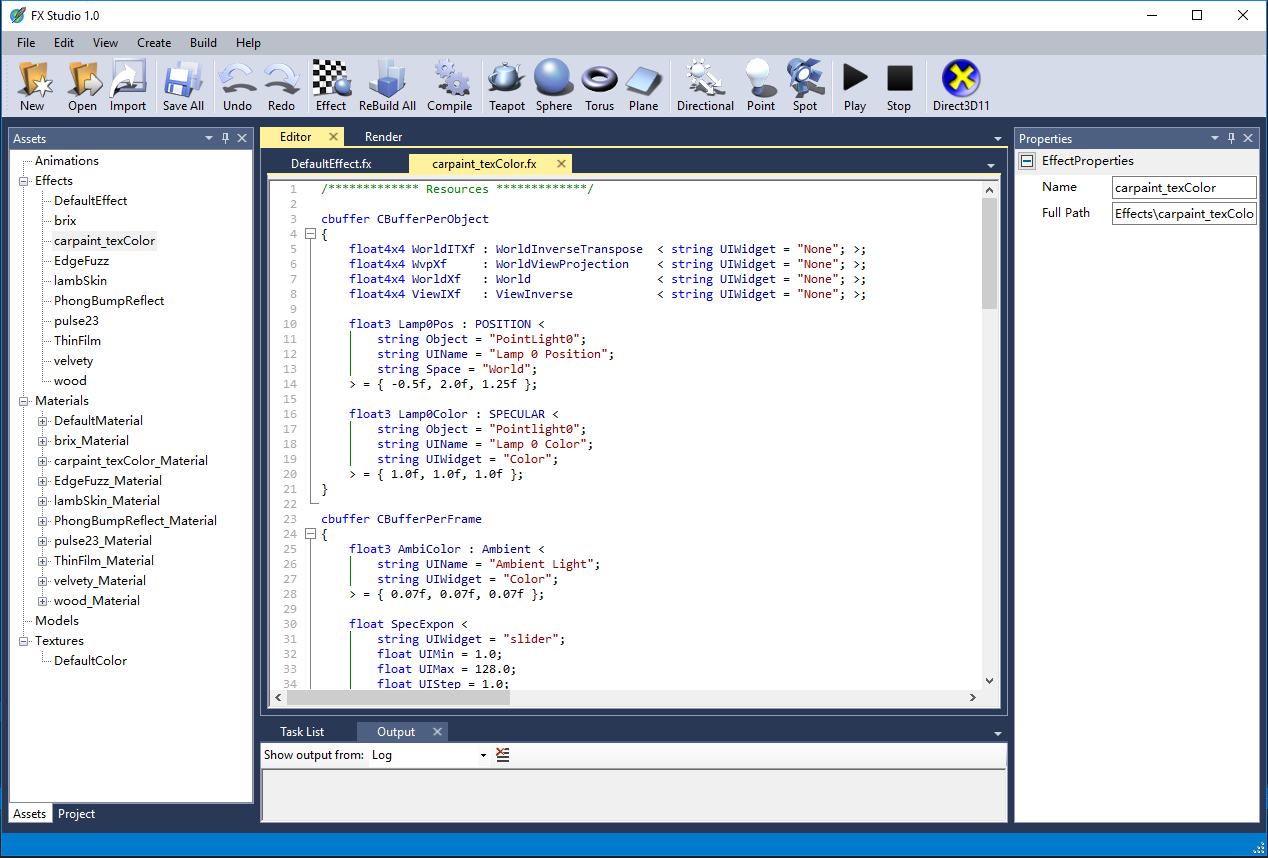 FX Studio 1.0
File Edit View Create Build Help
New Open Import Save All Undo Redo Effect ReBuild All Compile Teapot Sphere Torus Plane Directional Point Spot Play Stop Direct3D11
Assets
Animations
Effects
DefaultEffect
brix
carpaint_texColor
EdgeFuzz
lambSkin
PhongBumpReflect
pulse23
ThinFilm
velvety
wood
Materials
DefaultMaterial
brix_Material
carpaint_texColor_Material
EdgeFuzz_Material
lambSkin_Material
PhongBumpReflect_Material
pulse23_Material
ThinFilm_Material
velvety_Material
wood_Material
Models
Textures
DefaultColor
Assets Project
Editor Render
DefaultEffect.fx carpaint_texColor.fx
1 /************* Resources *************/
2
3 cbuffer CBufferPerObject
4 {
5 float4x4 WorldITXf : WorldInverseTranspose < string UIWidget = "None"; >;
6 float4x4 WvpXf : WorldViewProjection < string UIWidget = "None"; >;
7 float4x4 WorldXf : World < string UIWidget = "None"; >;
8 float4x4 ViewIXf : ViewInverse < string UIWidget = "None"; >;
9
10 float3 Lamp0Pos : POSITION <
11 string Object = "PointLight0";
12 string UIName = "Lamp 0 Position";
13 string Space = "World";
14 > = { -0.5f, 2.0f, 1.25f };
15
16 float3 Lamp0Color : SPECULAR <
17 string Object = "Pointlight0";
18 string UIName = "Lamp 0 Color";
19 string UIWidget = "Color";
20 > = { 1.0f, 1.0f, 1.0f };
21 }
22
23 cbuffer CBufferPerFrame
24 {
25 float3 AmbiColor : Ambient <
26 string UIName = "Ambient Light";
27 string UIWidget = "Color";
28 > = { 0.07f, 0.07f, 0.07f };
29
30 float SpecExpon <
31 string UIWidget = "slider";
32 float UIMin = 1.0;
33 float UIMax = 128.0;
34 float UIStep = 1.0;
Task List Output
Show output from: Log
Properties
EffectProperties
Name carpaint_texColor
Full Path Effects\carpaint_texColo